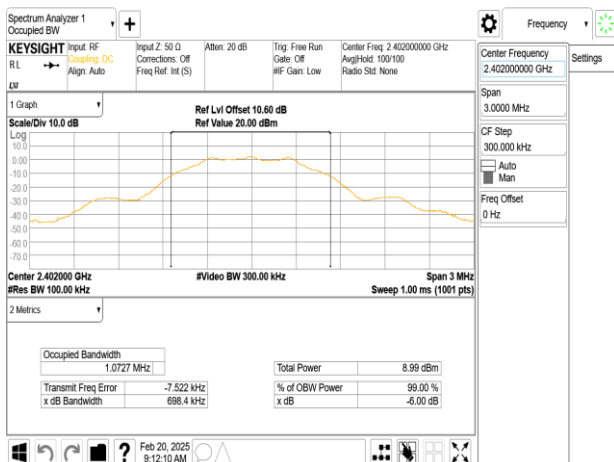 Spectrum Analyzer 1
Occupied BW
+
Frequency
KEYSIGHT
RL
Input: RF
Coupling: DC
Align: Auto
Input Z: 50 Ω
Corrections: Off
Freq Ref: Int (S)
Atten: 20 dB
Trig: Free Run
Gate: Off
#IF Gain: Low
Center Freq: 2.402000000 GHz
Avg|Hold: 100/100
Radio Std: None
Center Frequency
2.402000000 GHz
Settings
Span
3.0000 MHz
CF Step
300.000 kHz
Auto
Man
Freq Offset
0 Hz
1 Graph
Scale/Div 10.0 dB
Ref Lvl Offset 10.60 dB
Ref Value 20.00 dBm
Log
10.0
0.00
-10.0
-20.0
-30.0
-40.0
-50.0
-60.0
-70.0
Center 2.402000 GHz
#Video BW 300.00 kHz
Span 3 MHz
#Res BW 100.00 kHz
Sweep 1.00 ms (1001 pts)
2 Metrics
Occupied Bandwidth
1.0727 MHz
Total Power
8.99 dBm
Transmit Freq Error
-7.522 kHz
% of OBW Power
99.00 %
x dB Bandwidth
698.4 kHz
x dB
-6.00 dB
?
Feb 20, 2025
9:12:10 AM